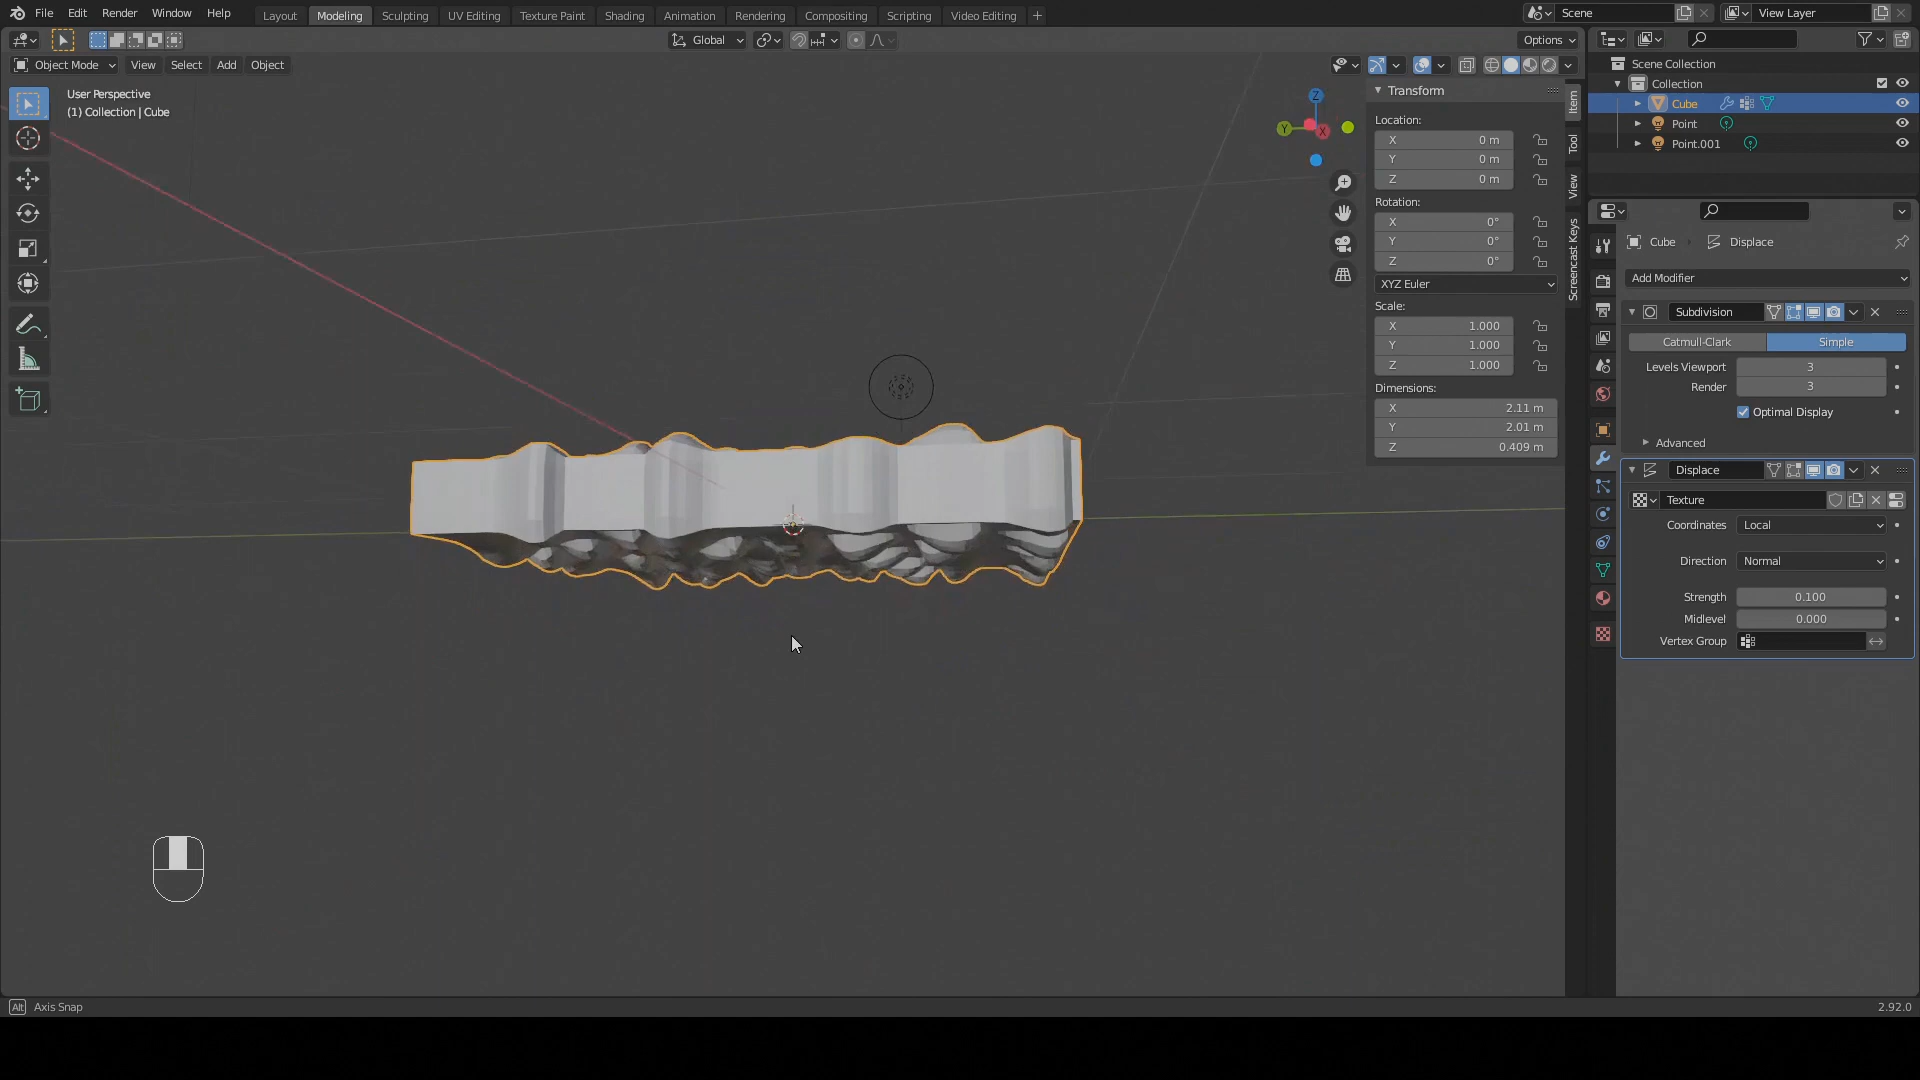 File Edit Render Window Help Layout Modeling Sculpting UV Editing Texture Paint Shading Animation Rendering Compositing Scripting Video Editing + Scene View Layer
Global Options
Object Mode View Select Add Object
User Perspective
(1) Collection | Cube
Z
Y
X
Transform
Location:
X 0 m
Y 0 m
Z 0 m
Rotation:
X 0°
Y 0°
Z 0°
XYZ Euler
Scale:
X 1.000
Y 1.000
Z 1.000
Dimensions:
X 2.11 m
Y 2.01 m
Z 0.409 m
Item
Tool
View
Screencast Keys
Scene Collection
Collection
Cube
Point
Point.001
Cube Displace
Add Modifier
Subdivision
Catmull-Clark Simple
Levels Viewport 3
Render 3
Optimal Display
Advanced
Displace
Texture
Coordinates Local
Direction Normal
Strength 0.100
Midlevel 0.000
Vertex Group
Alt Axis Snap 2.92.0